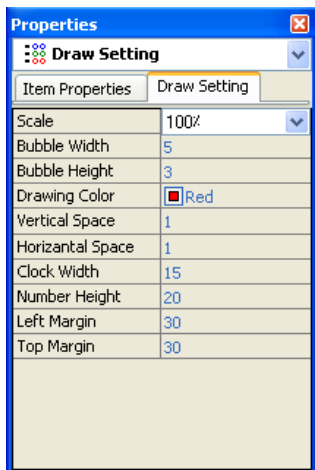 Properties
Draw Setting
Item Properties Draw Setting
Scale 100%
Bubble Width 5
Bubble Height 3
Drawing Color Red
Vertical Space 1
Horizantal Space 1
Clock Width 15
Number Height 20
Left Margin 30
Top Margin 30